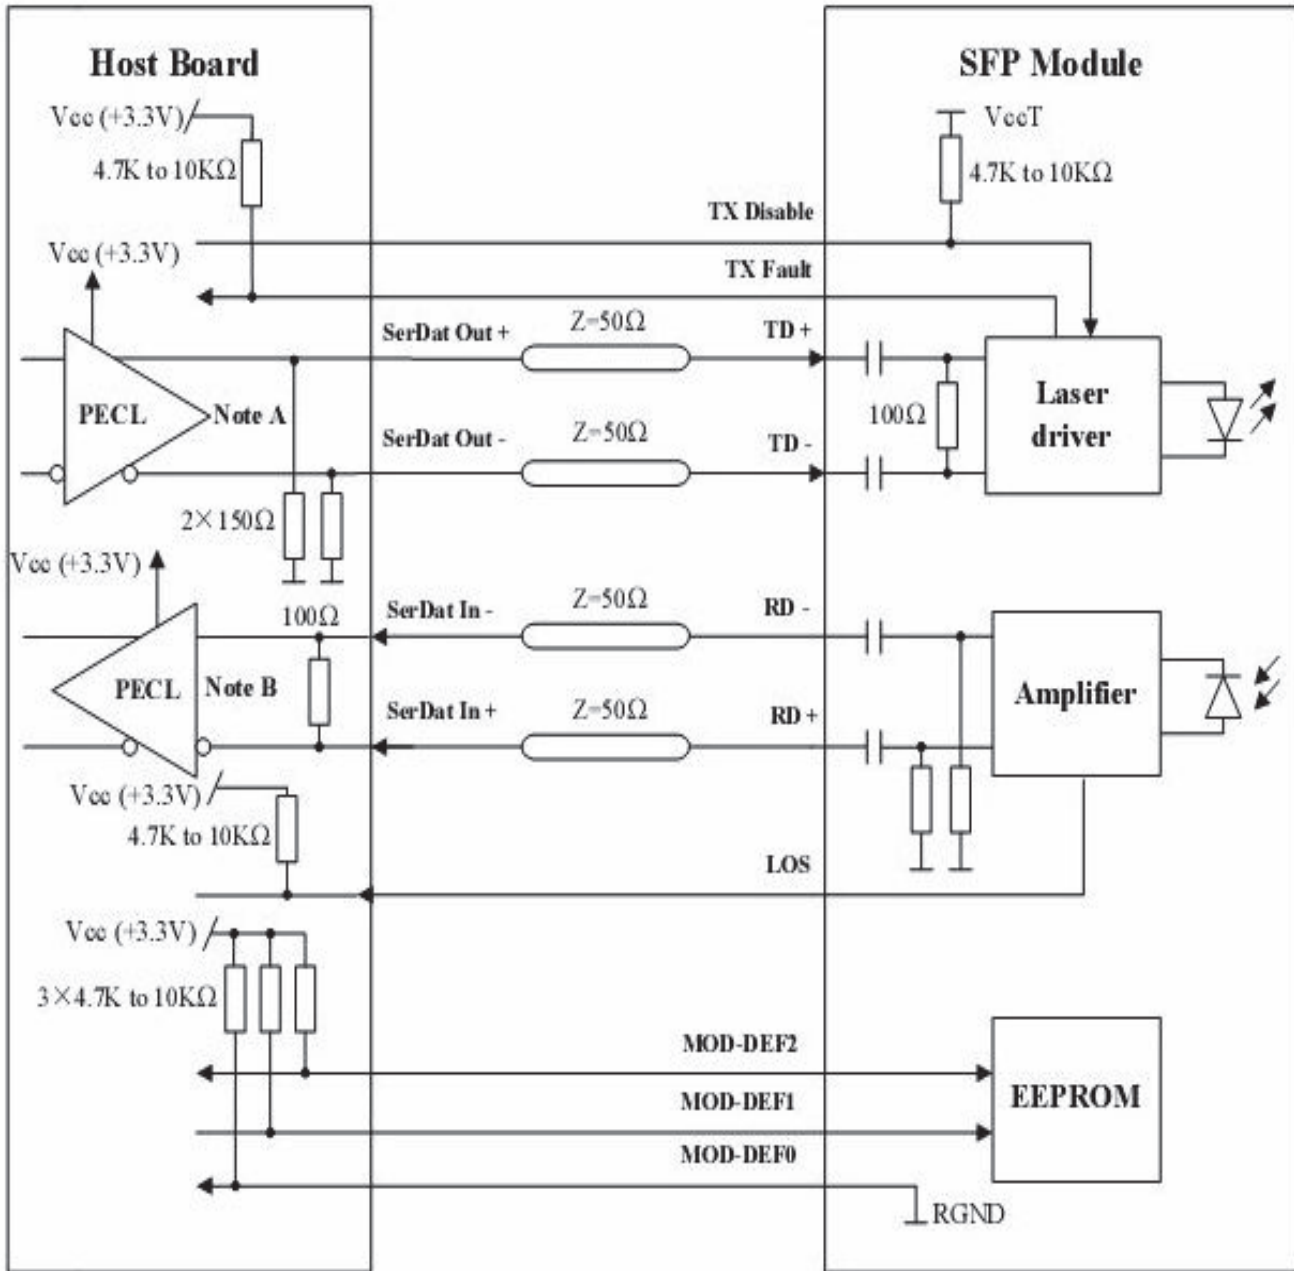 Host Board
SFP Module
Vcc (+3.3V)
VccT
4.7K to 10KΩ
4.7K to 10KΩ
TX Disable
Vcc (+3.3V)
TX Fault
SerDat Out +
Z=50Ω
TD +
PECL
Note A
100Ω
Laser
driver
SerDat Out -
Z=50Ω
TD -
2×150Ω
Vcc (+3.3V)
100Ω
SerDat In -
Z=50Ω
RD -
PECL
Note B
SerDat In +
Z=50Ω
RD +
Amplifier
Vcc (+3.3V)
4.7K to 10KΩ
LOS
Vcc (+3.3V)
3×4.7K to 10KΩ
MOD-DEF2
MOD-DEF1
EEPROM
MOD-DEF0
RGND